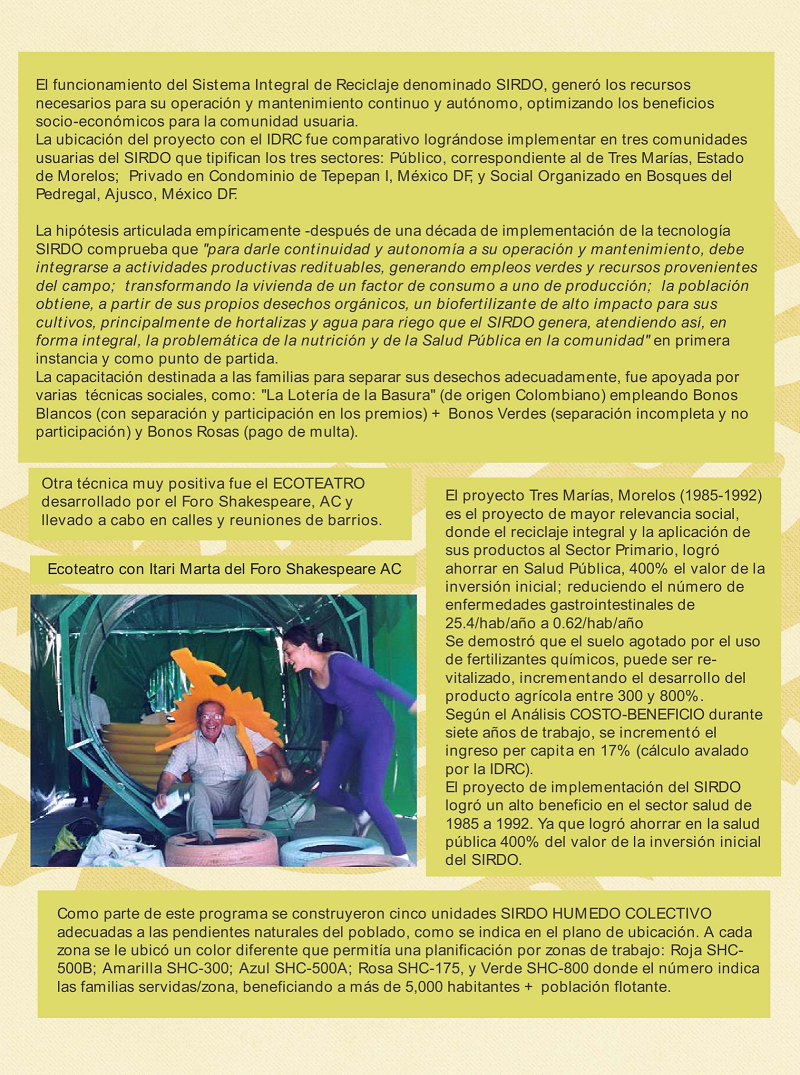 El funcionamiento del Sistema Integral de Reciclaje denominado SIRDO, generó los recursos
necesarios para su operación y mantenimiento continuo y autónomo, optimizando los beneficios
socio-económicos para la comunidad usuaria.
La ubicación del proyecto con el IDRC fue comparativo lográndose implementar en tres comunidades
usuarias del SIRDO que tipifican los tres sectores: Público, correspondiente al de Tres Marías, Estado
de Morelos; Privado en Condominio de Tepepan I, México DF, y Social Organizado en Bosques del
Pedregal, Ajusco, México DF.
La hipótesis articulada empíricamente -después de una década de implementación de la tecnología
SIRDO comprueba que "para darle continuidad y autonomía a su operación y mantenimiento, debe
integrarse a actividades productivas redituables, generando empleos verdes y recursos provenientes
del campo; transformando la vivienda de un factor de consumo a uno de producción; la población
obtiene, a partir de sus propios desechos orgánicos, un biofertilizante de alto impacto para sus
cultivos, principalmente de hortalizas y agua para riego que el SIRDO genera, atendiendo así, en
forma integral, la problemática de la nutrición y de la Salud Pública en la comunidad" en primera
instancia y como punto de partida.
La capacitación destinada a las familias para separar sus desechos adecuadamente, fue apoyada por
varias técnicas sociales, como: "La Lotería de la Basura" (de origen Colombiano) empleando Bonos
Blancos (con separación y participación en los premios) + Bonos Verdes (separación incompleta y no
participación) y Bonos Rosas (pago de multa).
Otra técnica muy positiva fue el ECOTEATRO
desarrollado por el Foro Shakespeare, AC y
llevado a cabo en calles y reuniones de barrios.
Ecoteatro con Itari Marta del Foro Shakespeare AC
El proyecto Tres Marías, Morelos (1985-1992)
es el proyecto de mayor relevancia social,
donde el reciclaje integral y la aplicación de
sus productos al Sector Primario, logró
ahorrar en Salud Pública, 400% el valor de la
inversión inicial; reduciendo el número de
enfermedades gastrointestinales de
25.4/hab/año a 0.62/hab/año
Se demostró que el suelo agotado por el uso
de fertilizantes químicos, puede ser re-
vitalizado, incrementando el desarrollo del
producto agrícola entre 300 y 800%.
Según el Análisis COSTO-BENEFICIO durante
siete años de trabajo, se incrementó el
ingreso per capita en 17% (cálculo avalado
por la IDRC).
El proyecto de implementación del SIRDO
logró un alto beneficio en el sector salud de
1985 a 1992. Ya que logró ahorrar en la salud
pública 400% del valor de la inversión inicial
del SIRDO.
Como parte de este programa se construyeron cinco unidades SIRDO HUMEDO COLECTIVO
adecuadas a las pendientes naturales del poblado, como se indica en el plano de ubicación. A cada
zona se le ubicó un color diferente que permitía una planificación por zonas de trabajo: Roja SHC-
500B; Amarilla SHC-300; Azul SHC-500A; Rosa SHC-175, y Verde SHC-800 donde el número indica
las familias servidas/zona, beneficiando a más de 5,000 habitantes + población flotante.